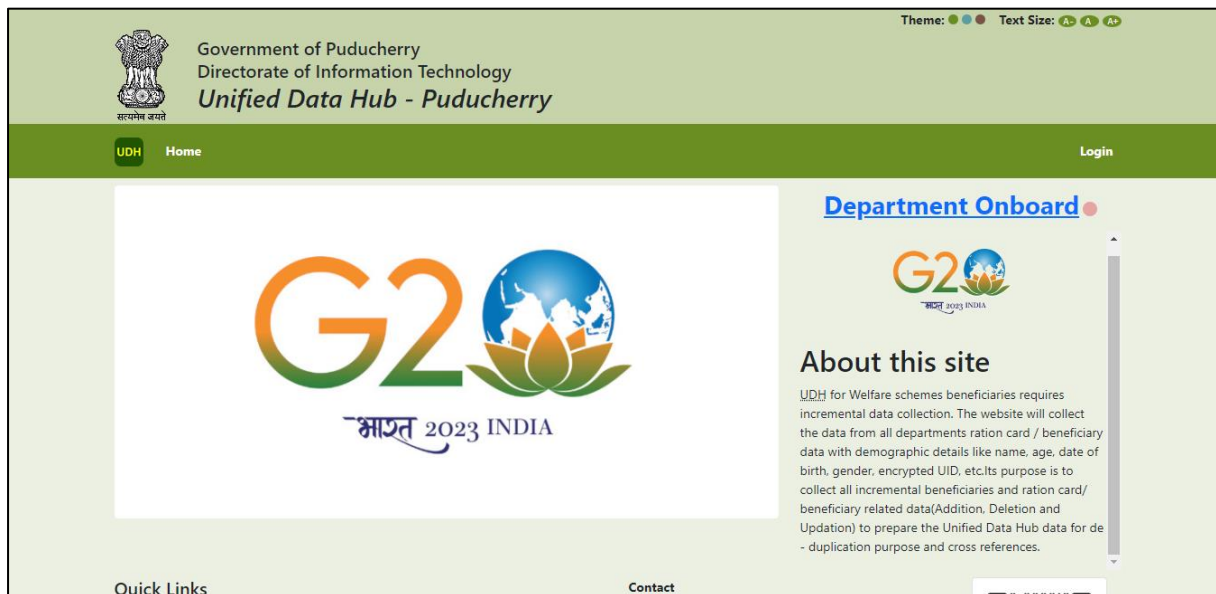 Theme: Text Size: A- A A+
Government of Puducherry
Directorate of Information Technology
Unified Data Hub - Puducherry
सत्यमेव जयते
UDH Home Login
G20
भारत 2023 INDIA
Department Onboard
G20
भारत 2023 INDIA
About this site
UDH for Welfare schemes beneficiaries requires
incremental data collection. The website will collect
the data from all departments ration card / beneficiary
data with demographic details like name, age, date of
birth, gender, encrypted UID, etc.Its purpose is to
collect all incremental beneficiaries and ration card/
beneficiary related data(Addition, Deletion and
Updation) to prepare the Unified Data Hub data for de
- duplication purpose and cross references.
Quick Links
Contact